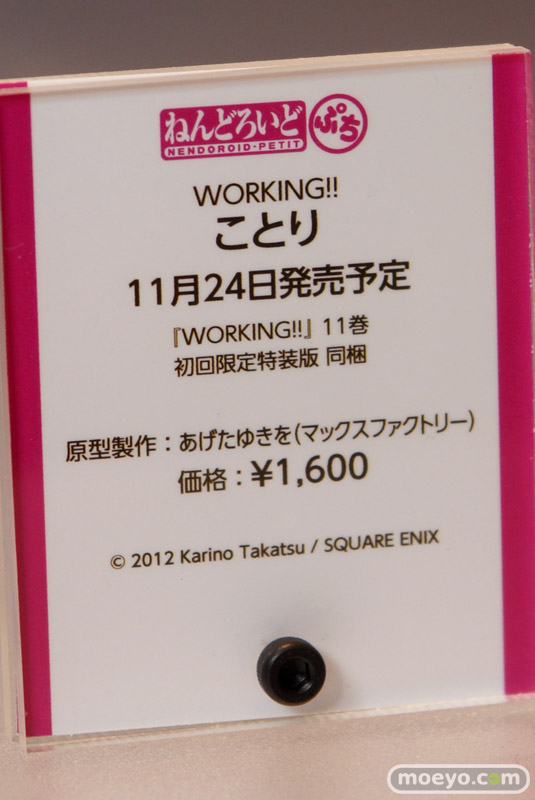 ねんどろいど ぷち
NENDOROID・PETIT
WORKING!!
ことり
11月24日発売予定
『WORKING!!』11巻
初回限定特装版 同梱
原型製作：あげたゆきを(マックスファクトリー)
価格：¥1,600
© 2012 Karino Takatsu / SQUARE ENIX
moeyo.com